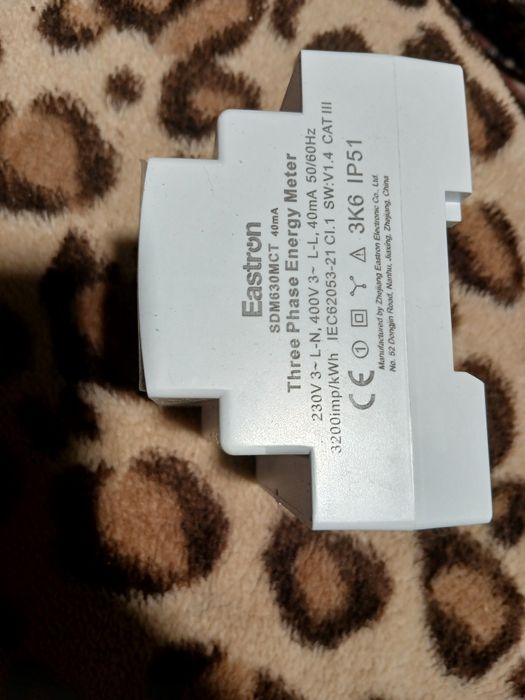 Eastron
SDM630MCT 40mA
Three Phase Energy Meter
230V 3~ L-N, 400V 3~ L-L, 40mA 50/60Hz
3200imp/kWh IEC62053-21 Cl.1 SW:V1.4 CAT III
CE 1 3K6 IP51
Manufactured by Zhejiang Eastron Electronic Co., Ltd.
No. 52 Dongjin Road, Nanhu, Jiaxing, Zhejiang, China